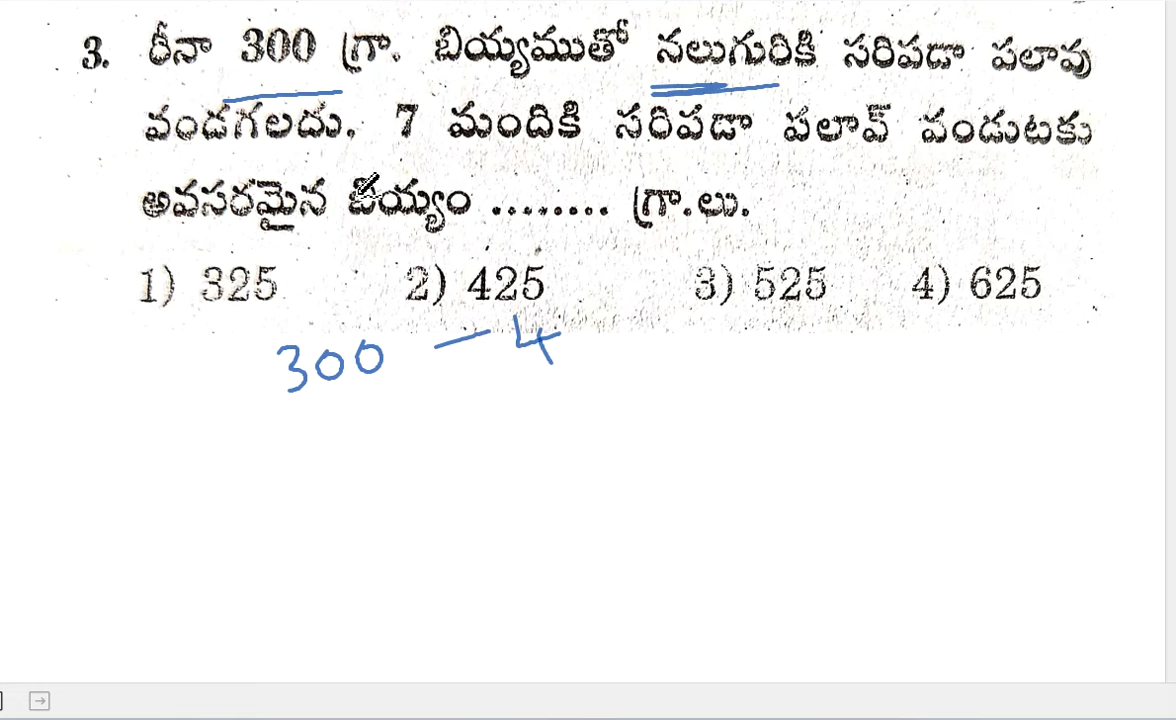 3. రీనా 300 గ్రా. బియ్యముతో నలుగురికి సరిపడా పలావు
వండగలదు. 7 మందికి సరిపడా పలావ్ వండుటకు
అవసరమైన బియ్యం ........ గ్రా.లు.
1) 325 2) 425 3) 525 4) 625
300 – 4